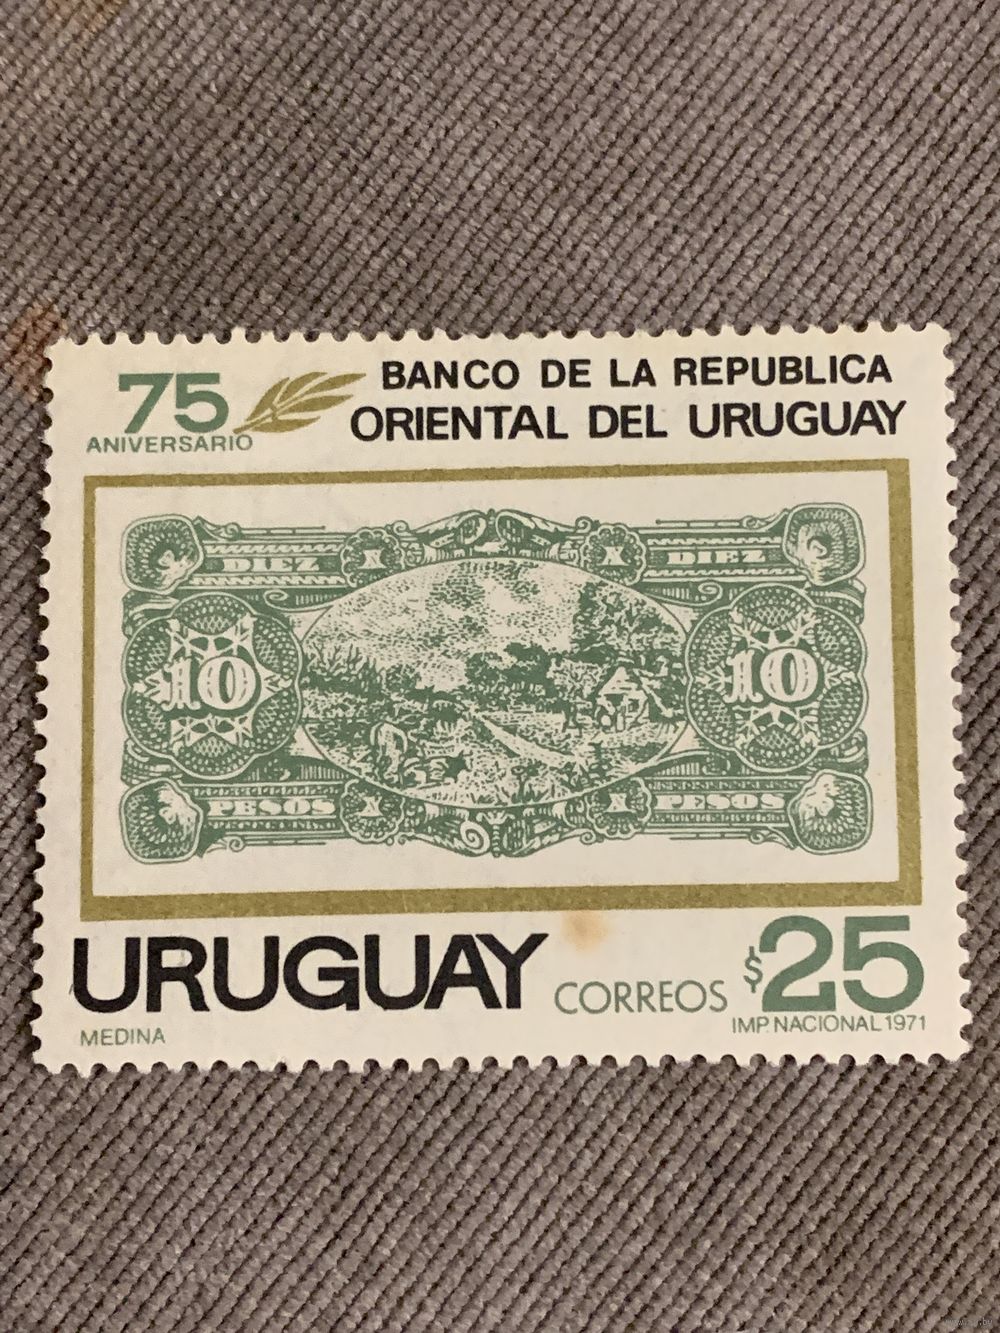 75
ANIVERSARIO
BANCO DE LA REPUBLICA
ORIENTAL DEL URUGUAY
DIEZ X X DIEZ
10 10
PESOS X X PESOS
URUGUAY
CORREOS $25
MEDINA
IMP. NACIONAL 1971